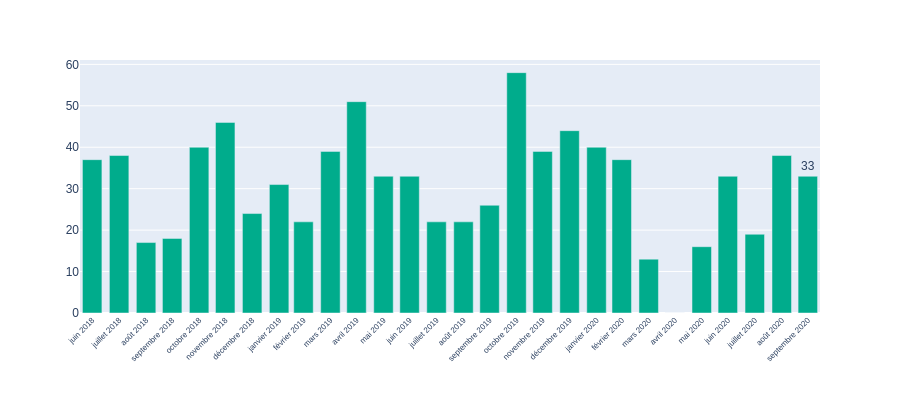 60
50
40
30
20
10
0
33
juin 2018
juillet 2018
août 2018
septembre 2018
octobre 2018
novembre 2018
décembre 2018
janvier 2019
février 2019
mars 2019
avril 2019
mai 2019
juin 2019
juillet 2019
août 2019
septembre 2019
octobre 2019
novembre 2019
décembre 2019
janvier 2020
février 2020
mars 2020
avril 2020
mai 2020
juin 2020
juillet 2020
août 2020
septembre 2020